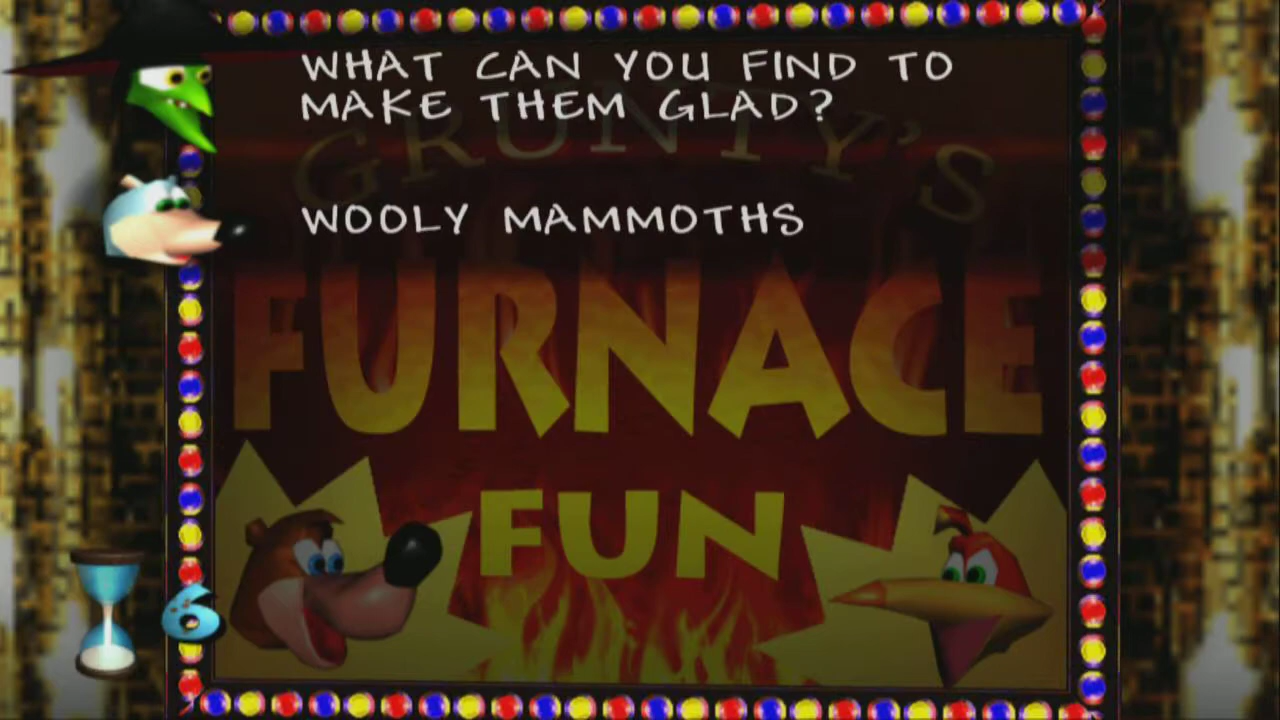 WHAT CAN YOU FIND TO
MAKE THEM GLAD?
GRUNTY'S
WOOLY MAMMOTHS
FURNACE
FUN
6